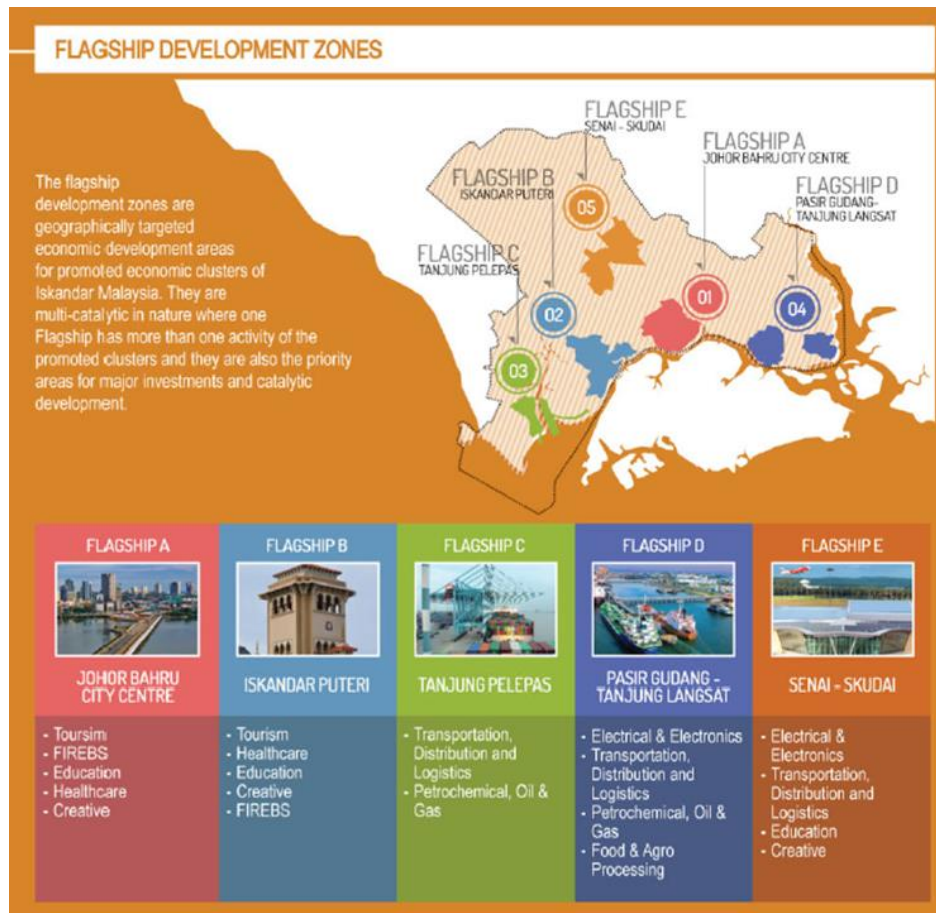 FLAGSHIP DEVELOPMENT ZONES
The flagship
development zones are
geographically targeted
economic development areas
for promoted economic clusters of
Iskandar Malaysia. They are
multi-catalytic in nature where one
Flagship has more than one activity of the
promoted clusters and they are also the priority
areas for major investments and catalytic
development.
FLAGSHIP E
SENAI - SKUDAI
FLAGSHIP A
JOHOR BAHRU CITY CENTRE
FLAGSHIP B
ISKANDAR PUTERI
FLAGSHIP D
PASIR GUDANG-
TANJUNG LANGSAT
FLAGSHIP C
TANJUNG PELEPAS
05
01
02
04
03
FLAGSHIP A
JOHOR BAHRU
CITY CENTRE
- Toursim
- FIREBS
- Education
- Healthcare
- Creative
FLAGSHIP B
ISKANDAR PUTERI
- Tourism
- Healthcare
- Education
- Creative
- FIREBS
FLAGSHIP C
TANJUNG PELEPAS
- Transportation,
Distribution and
Logistics
- Petrochemical, Oil &
Gas
FLAGSHIP D
PASIR GUDANG -
TANJUNG LANGSAT
- Electrical & Electronics
- Transportation,
Distribution and
Logistics
- Petrochemical, Oil &
Gas
- Food & Agro
Processing
FLAGSHIP E
SENAI - SKUDAI
- Electrical &
Electronics
- Transportation,
Distribution and
Logistics
- Education
- Creative